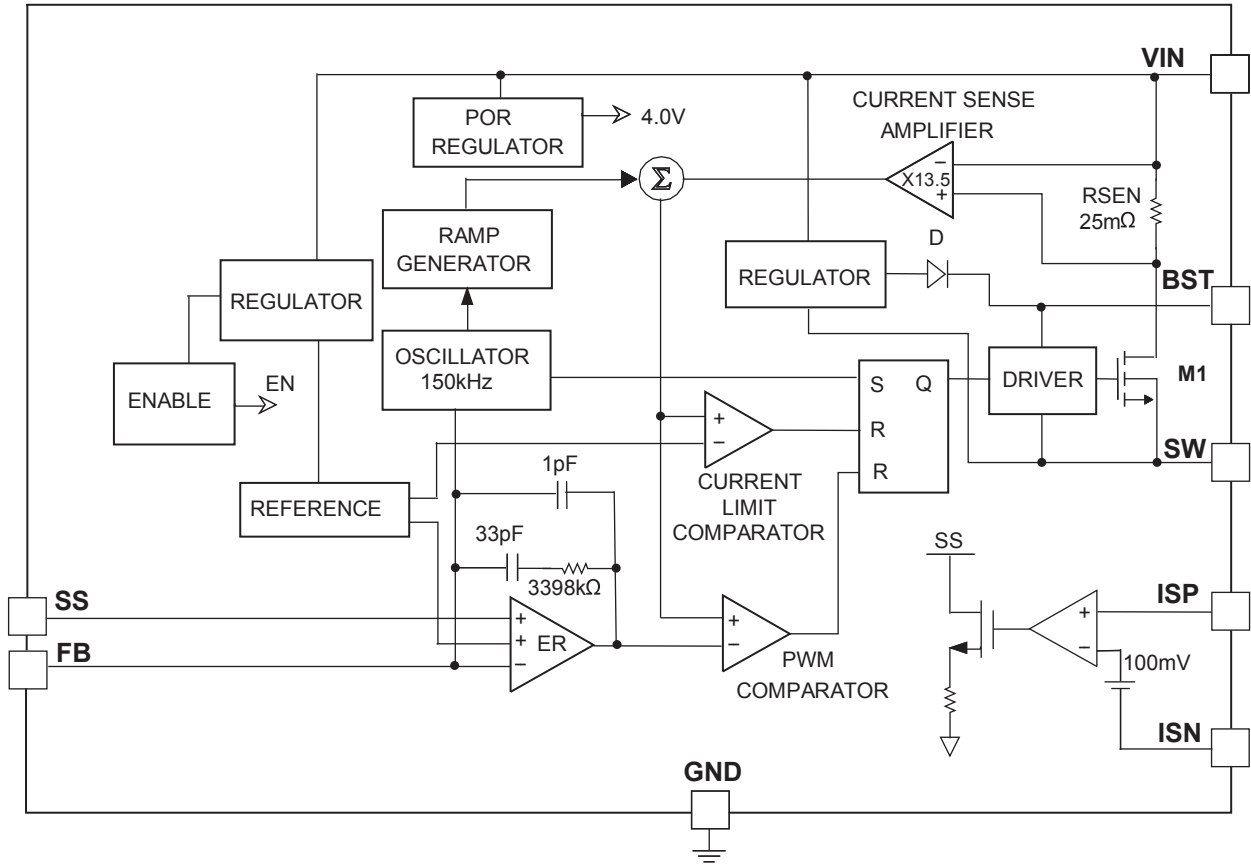 VIN
POR
REGULATOR
4.0V
CURRENT SENSE
AMPLIFIER
Σ
X13.5
−
+
RSEN
25mΩ
RAMP
GENERATOR
D
REGULATOR
REGULATOR
BST
OSCILLATOR
150kHz
ENABLE
EN
S
Q
R
R
DRIVER
M1
+
−
SW
CURRENT
LIMIT
COMPARATOR
REFERENCE
1pF
33pF
3398kΩ
SS
SS
FB
+
+
−
ER
+
−
PWM
COMPARATOR
ISP
+
−
100mV
ISN
GND